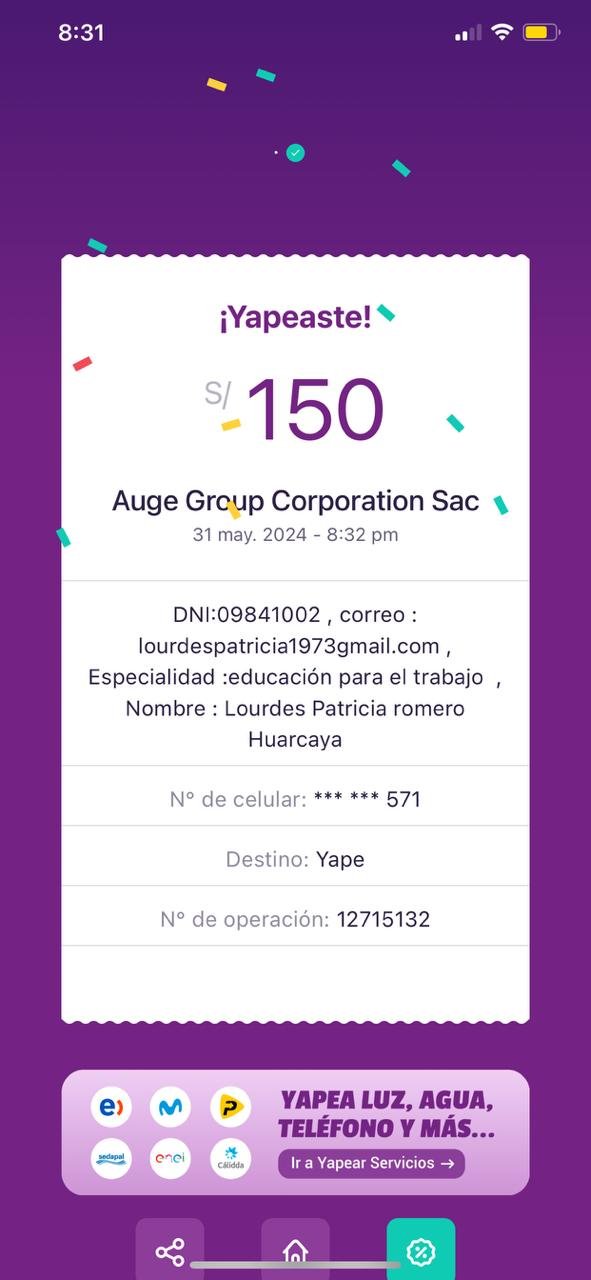 8:31
¡Yapeaste!
S/ 150
Auge Group Corporation Sac
31 may. 2024 - 8:32 pm
DNI:09841002 , correo :
lourdespatricia1973gmail.com ,
Especialidad :educación para el trabajo ,
Nombre : Lourdes Patricia romero
Huarcaya
N° de celular: *** *** 571
Destino: Yape
N° de operación: 12715132
YAPEA LUZ, AGUA,
TELÉFONO Y MÁS...
Ir a Yapear Servicios →
e)
P
sedapal
enel
Cálidda